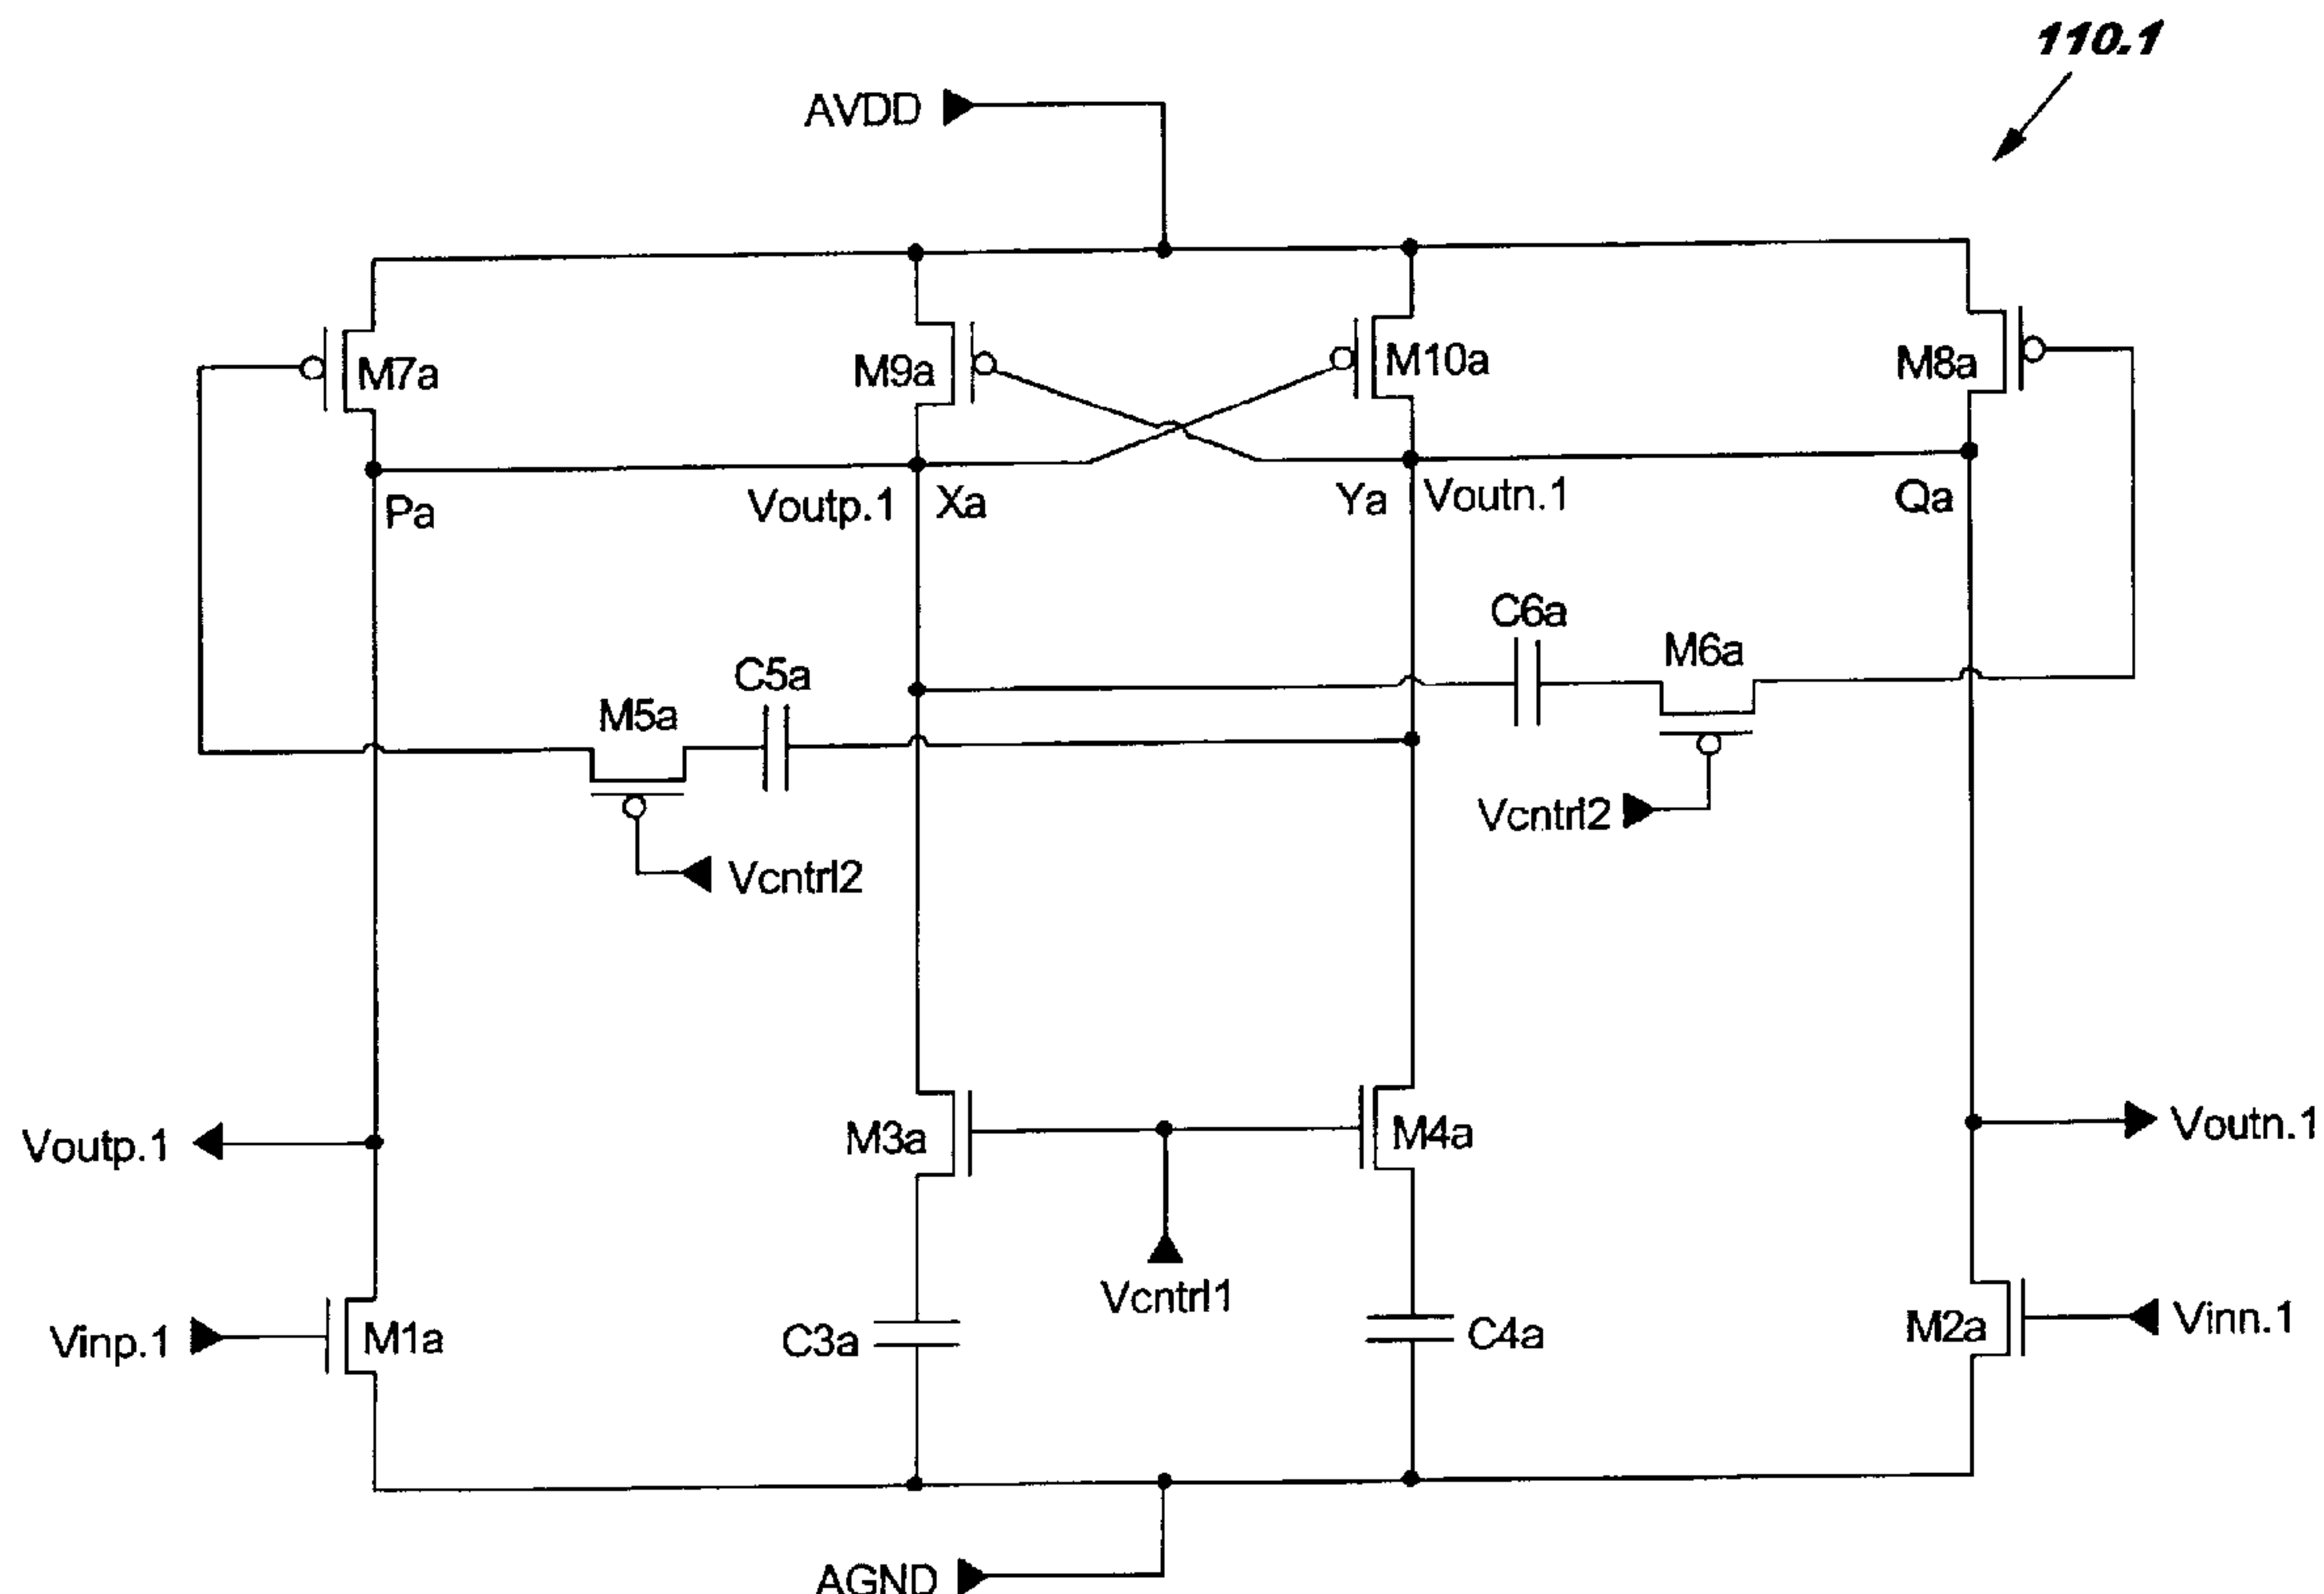 110.1
AVDD
M7a
M9a
M10a
M8a
Pa
Voutp.1
Xa
Ya
Voutn.1
Qa
C6a
M6a
C5a
M5a
Vcntrl2
Vcntrl2
Voutp.1
M3a
M4a
Voutn.1
Vcntrl1
Vinp.1
M1a
C3a
C4a
M2a
Vinn.1
AGND